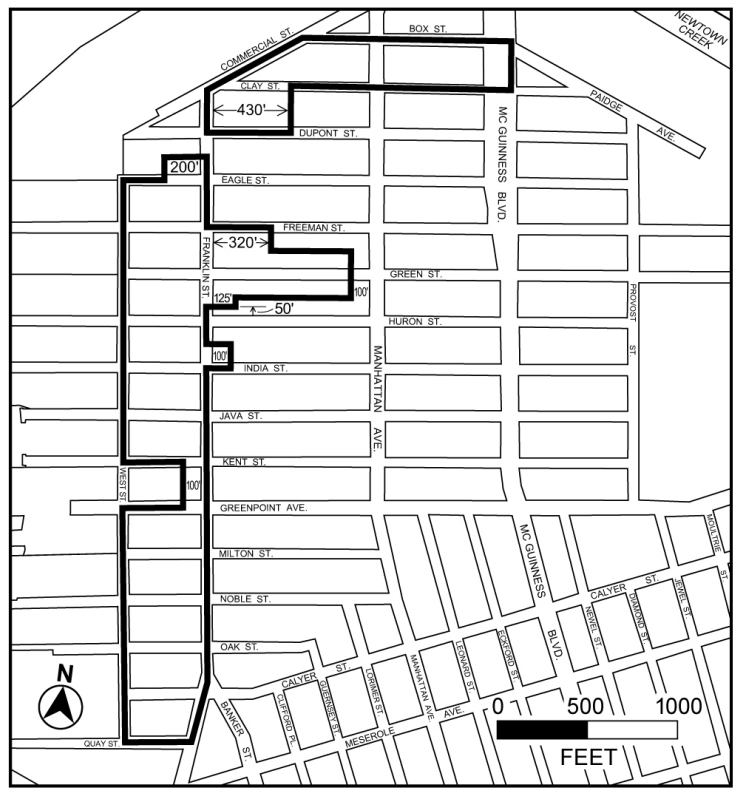 BOX ST.
NEWTOWN
CREEK
COMMERCIAL ST.
CLAY ST.
430'
PAIDGE
AVE.
DUPONT ST.
MC GUINNESS
BLVD.
200'
EAGLE ST.
FREEMAN ST.
320'
FRANKLIN ST.
GREEN ST.
125'
100'
50'
PROVOST
ST.
HURON ST.
100'
INDIA ST.
MANHATTAN
AVE.
JAVA ST.
KENT ST.
WEST ST.
100'
GREENPOINT AVE.
MC GUINNESS
BLVD.
MOULTRIE
ST.
MILTON ST.
CALYER ST.
JEWEL ST.
DIAMOND ST.
NEWEL ST.
NOBLE ST.
ECKFORD ST.
LEONARD ST.
OAK ST.
CALYER ST.
MANHATTAN AVE.
LORIMER ST.
GUERNSEY ST.
CLIFFORD PL.
BANKER
ST.
MESEROLE AVE.
N
QUAY ST.
0 500 1000
FEET